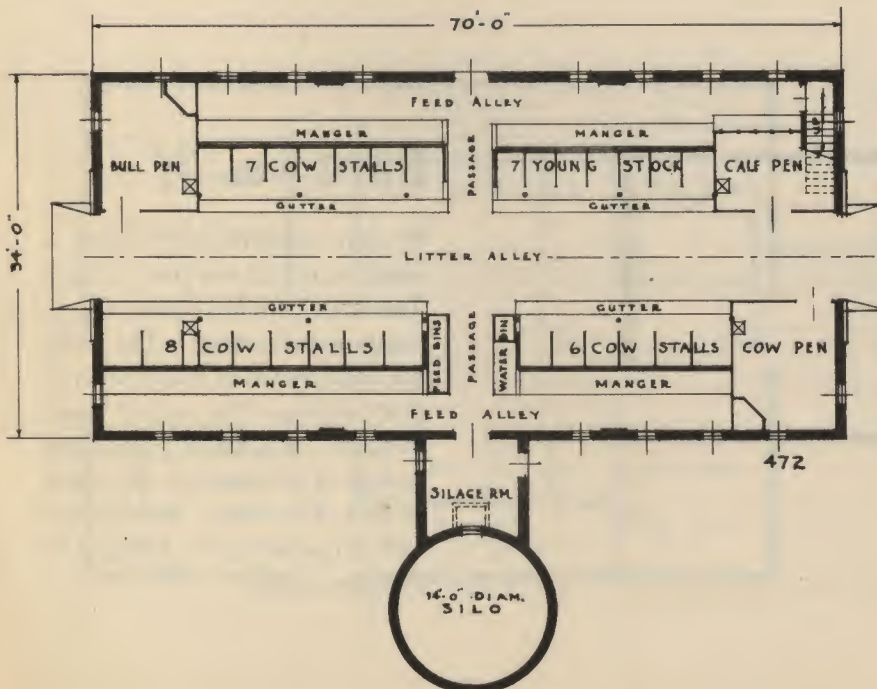 70'-0"
34'-0"
FEED ALLEY
MANGER
MANGER
BULL PEN
7 COW STALLS
PASSAGE
7 YOUNG STOCK
CALF PEN
UP
GUTTER
GUTTER
LITTER ALLEY
GUTTER
GUTTER
8 COW STALLS
FEED BINS
PASSAGE
WATER
BIN
6 COW STALLS
COW PEN
MANGER
MANGER
FEED ALLEY
472
SILAGE RM.
14'-0" DIAM.
SILO